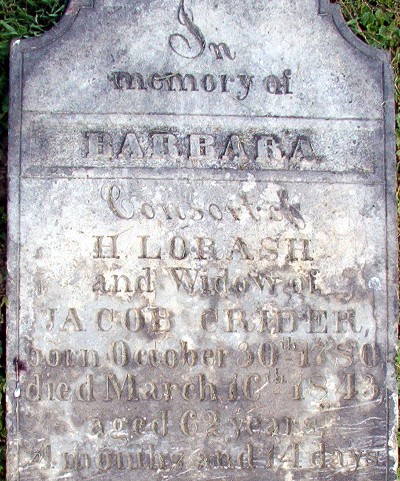 In
memory of
BARBARA
Consort of
H LORASH
and Widow of
JACOB CRIDER,
born October 30th 1780
died March 16th 1843
aged 62 years
4 months and 14 days